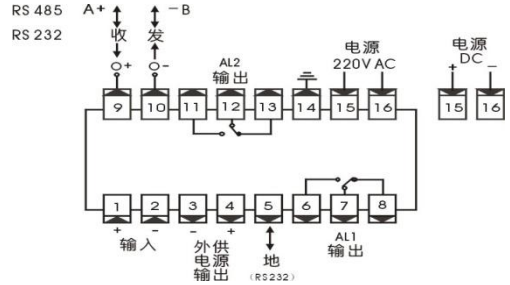 RS 485 A+ －B
RS 232 收 发
O+ O-
AL2
输出
电源
220V AC
电源
DC
+ －
9 10 11 12 13 14 15 16 15 16
1 2 3 4 5 6 7 8
+ － － +
输入
外供
电源
输出
地
(RS232)
AL1
输出